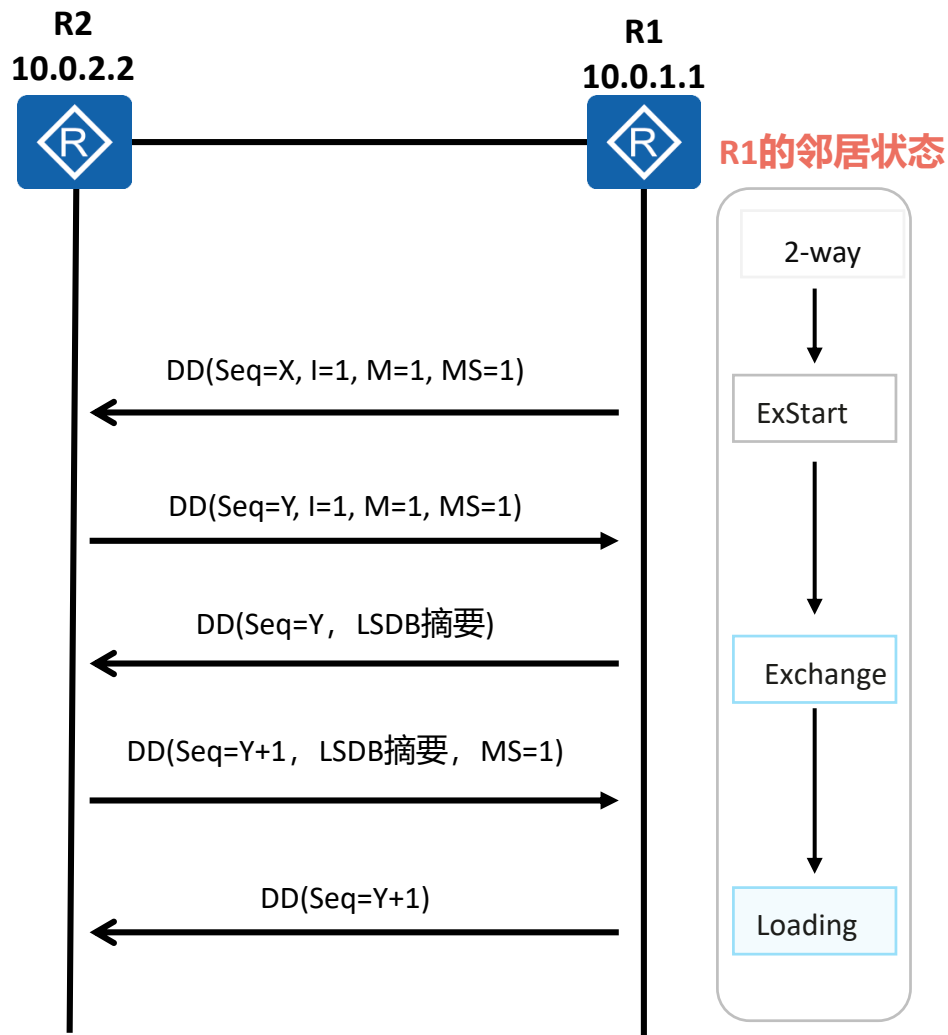 R2
10.0.2.2
R1
10.0.1.1
R
R
R1的邻居状态
2-way
DD(Seq=X, I=1, M=1, MS=1)
ExStart
DD(Seq=Y, I=1, M=1, MS=1)
DD(Seq=Y，LSDB摘要)
Exchange
DD(Seq=Y+1，LSDB摘要，MS=1)
DD(Seq=Y+1)
Loading